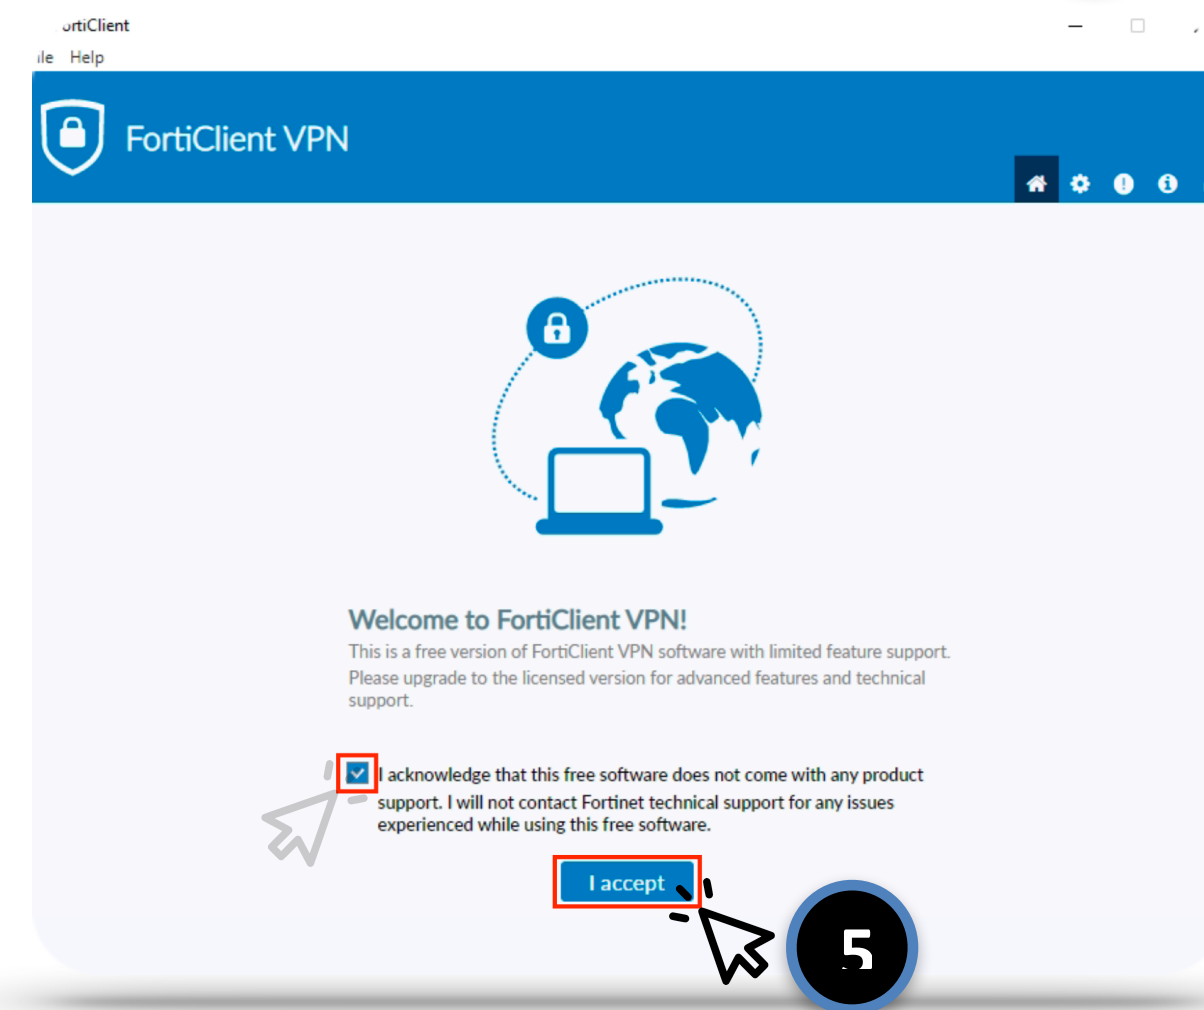 ortiClient
ile Help
FortiClient VPN
Welcome to FortiClient VPN!
This is a free version of FortiClient VPN software with limited feature support.
Please upgrade to the licensed version for advanced features and technical
support.
I acknowledge that this free software does not come with any product
support. I will not contact Fortinet technical support for any issues
experienced while using this free software.
I accept
5